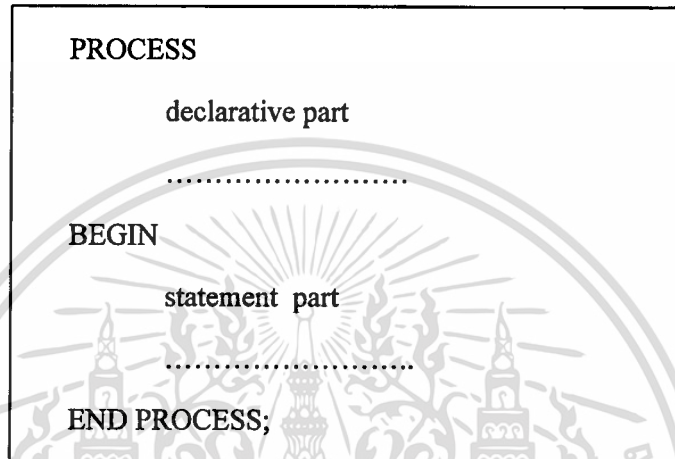 PROCESS
declarative part
............................
BEGIN
statement part
............................
END PROCESS;